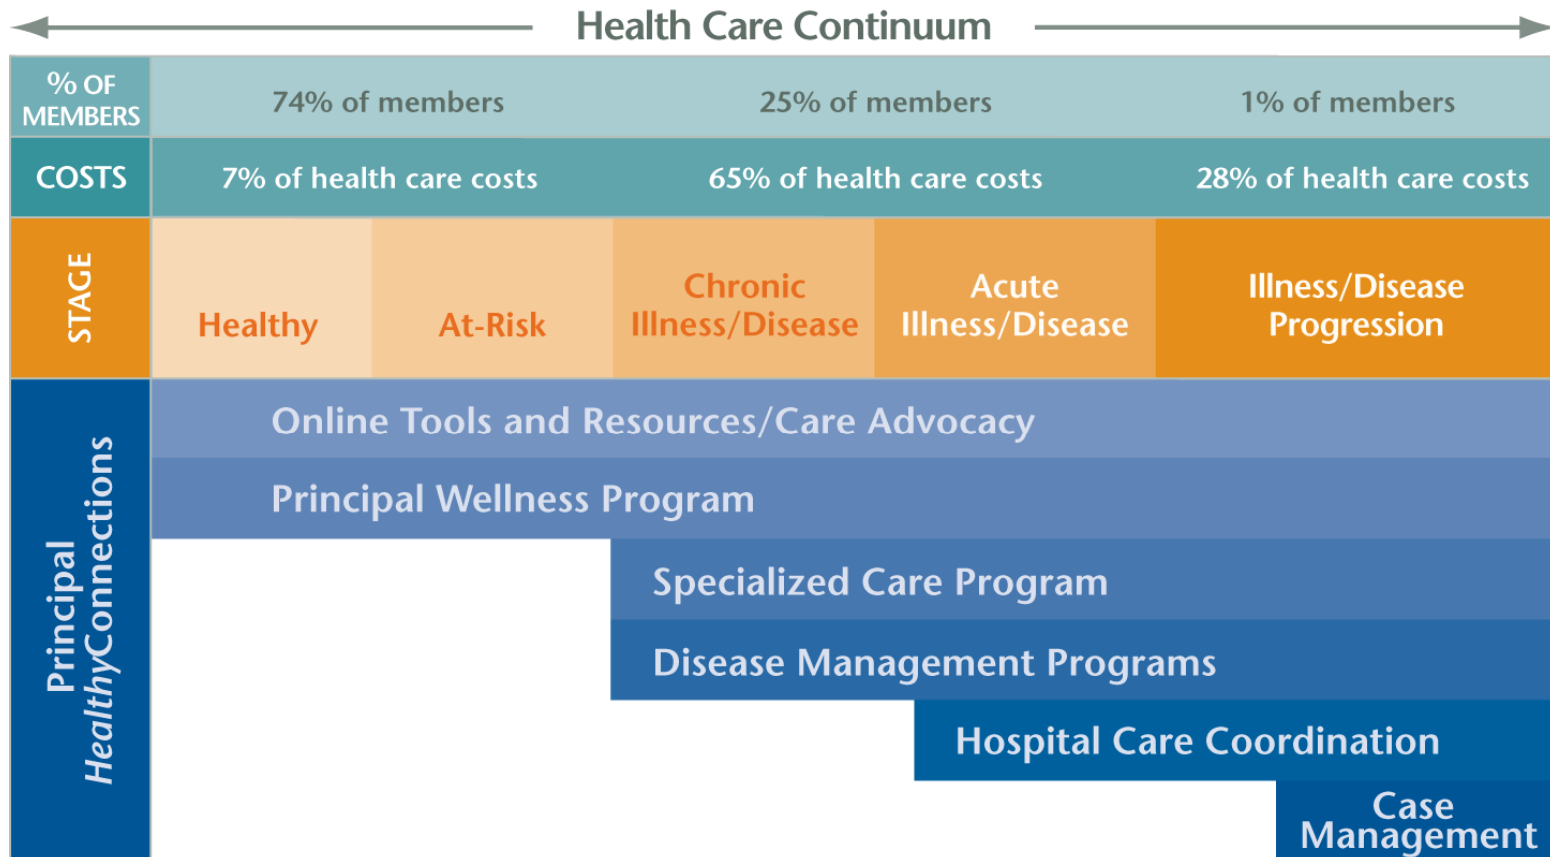 Health Care Continuum
% OF
MEMBERS
74% of members
25% of members
1% of members
COSTS
7% of health care costs
65% of health care costs
28% of health care costs
STAGE
Healthy
At-Risk
Chronic
Illness/Disease
Acute
Illness/Disease
Illness/Disease
Progression
Principal
HealthyConnections
Online Tools and Resources/Care Advocacy
Principal Wellness Program
Specialized Care Program
Disease Management Programs
Hospital Care Coordination
Case
Management